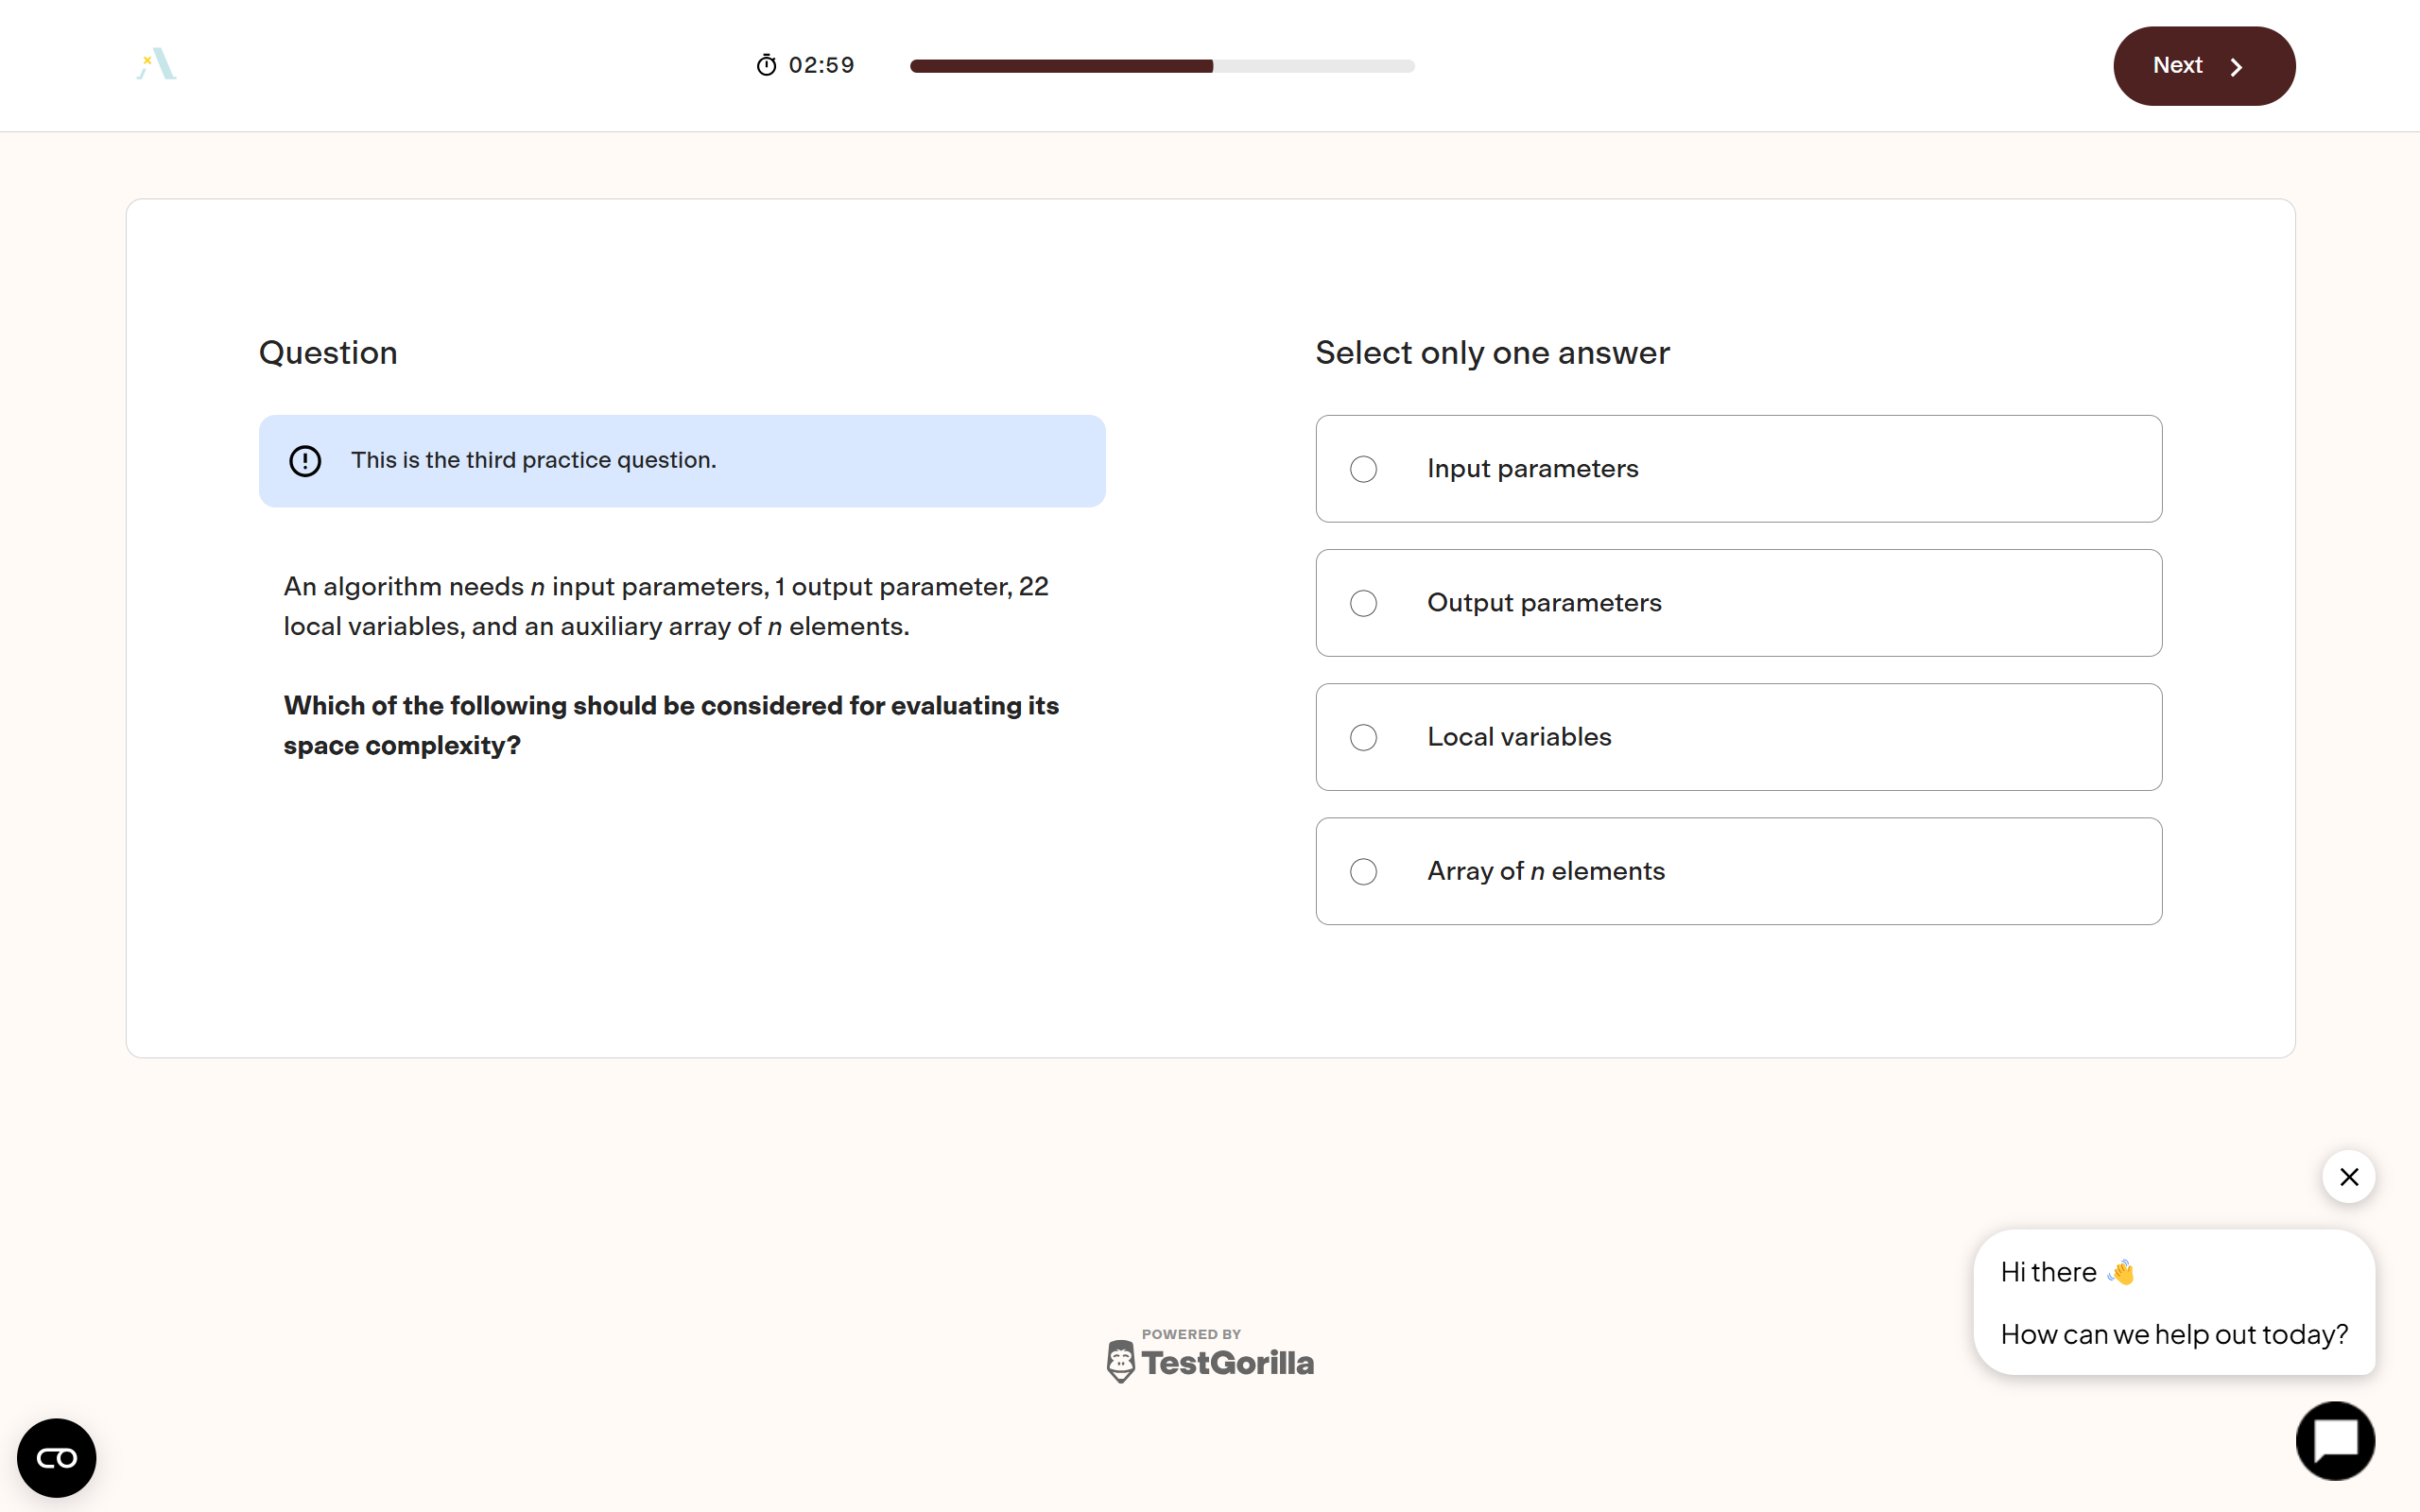 02:59
Next
Question
Select only one answer
This is the third practice question.
An algorithm needs n input parameters, 1 output parameter, 22
local variables, and an auxiliary array of n elements.
Which of the following should be considered for evaluating its
space complexity?
Input parameters
Output parameters
Local variables
Array of n elements
Hi there 👋
How can we help out today?
POWERED BY
TestGorilla